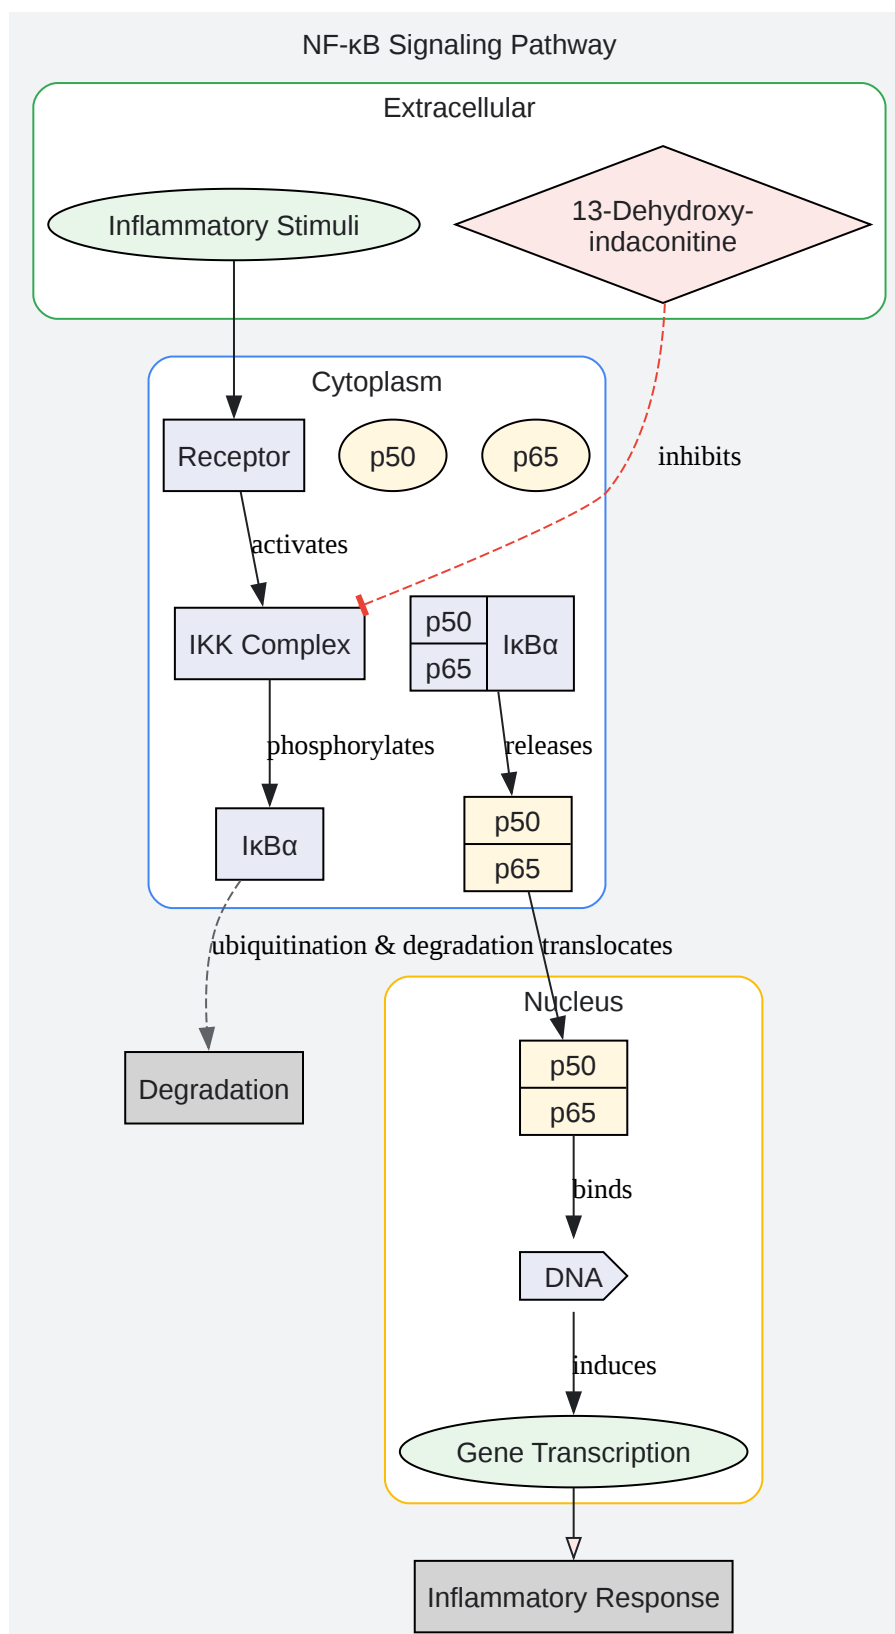 NF-κB Signaling Pathway
Extracellular
Inflammatory Stimuli
13-Dehydroxy-
indaconitine
Cytoplasm
Receptor
p50
p65
inhibits
activates
IKK Complex
p50
p65
IκBα
phosphorylates
releases
IκBα
p50
p65
ubiquitination & degradation
translocates
Nucleus
Degradation
p50
p65
binds
DNA
induces
Gene Transcription
Inflammatory Response